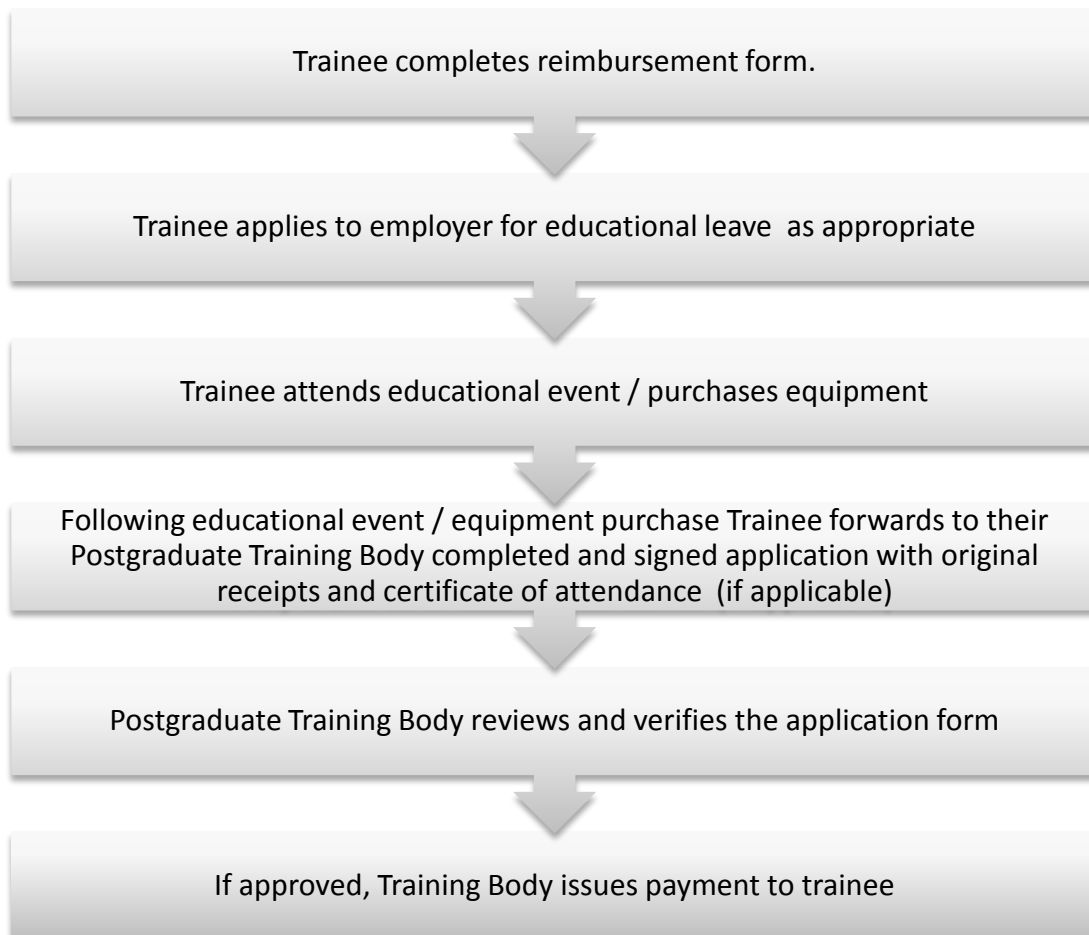 Trainee completes reimbursement form.
Trainee applies to employer for educational leave  as appropriate
Trainee attends educational event / purchases equipment
Following educational event / equipment purchase Trainee forwards to their
Postgraduate Training Body completed and signed application with original
receipts and certificate of attendance  (if applicable)
Postgraduate Training Body reviews and verifies the application form
If approved, Training Body issues payment to trainee